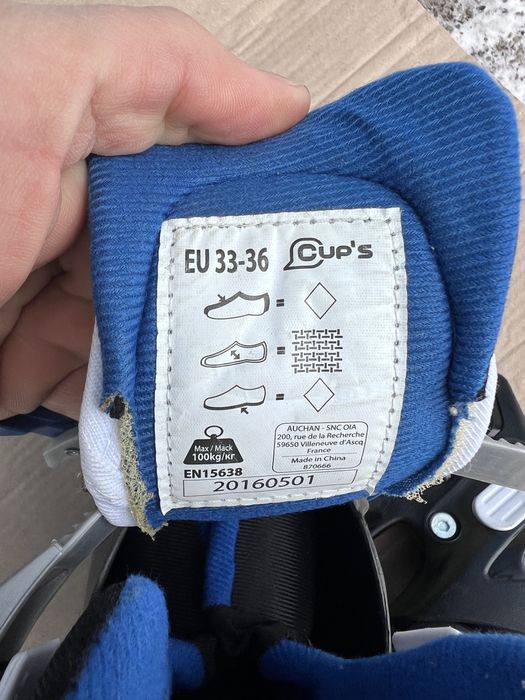 EU 33-36 CUP'S
=
=
=
Max / Mack
100kg/кг
EN15638
AUCHAN - SNC OIA
200, rue de la Recherche
59650 Villeneuve d'Ascq
France
Made in China
870666
20160501